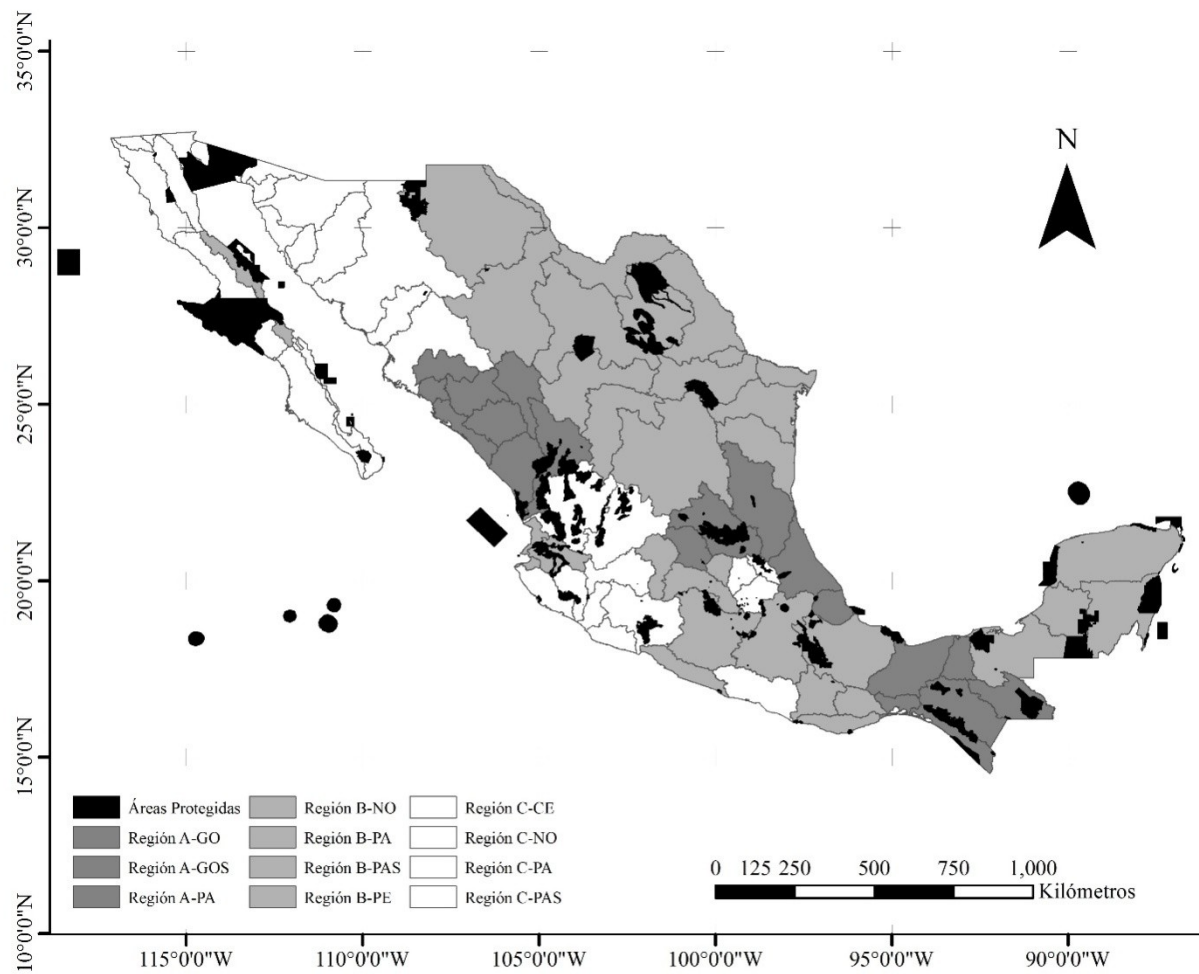 35°0'0"N
30°0'0"N
25°0'0"N
20°0'0"N
15°0'0"N
10°0'0"N
N
Áreas Protegidas
Región A-GO
Región A-GOS
Región A-PA
Región B-NO
Región B-PA
Región B-PAS
Región B-PE
Región C-CE
Región C-NO
Región C-PA
Región C-PAS
0 125 250 500 750 1,000
Kilómetros
115°0'0"W 110°0'0"W 105°0'0"W 100°0'0"W 95°0'0"W 90°0'0"W